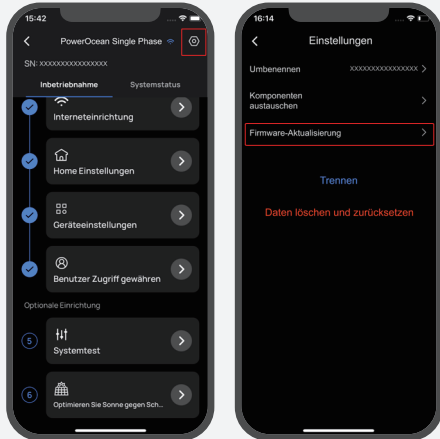 15:42
PowerOcean Single Phase
SN: XXXXXXXXXXXXXXXX
Inbetriebnahme
Systemstatus
Interneteinrichtung
Home Einstellungen
Geräteeinstellungen
Benutzer Zugriff gewähren
Optionale Einrichtung
5
Systemtest
6
Optimieren Sie Sonne gegen Sch...
16:14
Einstellungen
Umbenennen XXXXXXXXXXXXXXXX
Komponenten
austauschen
Firmware-Aktualisierung
Trennen
Daten löschen und zurücksetzen